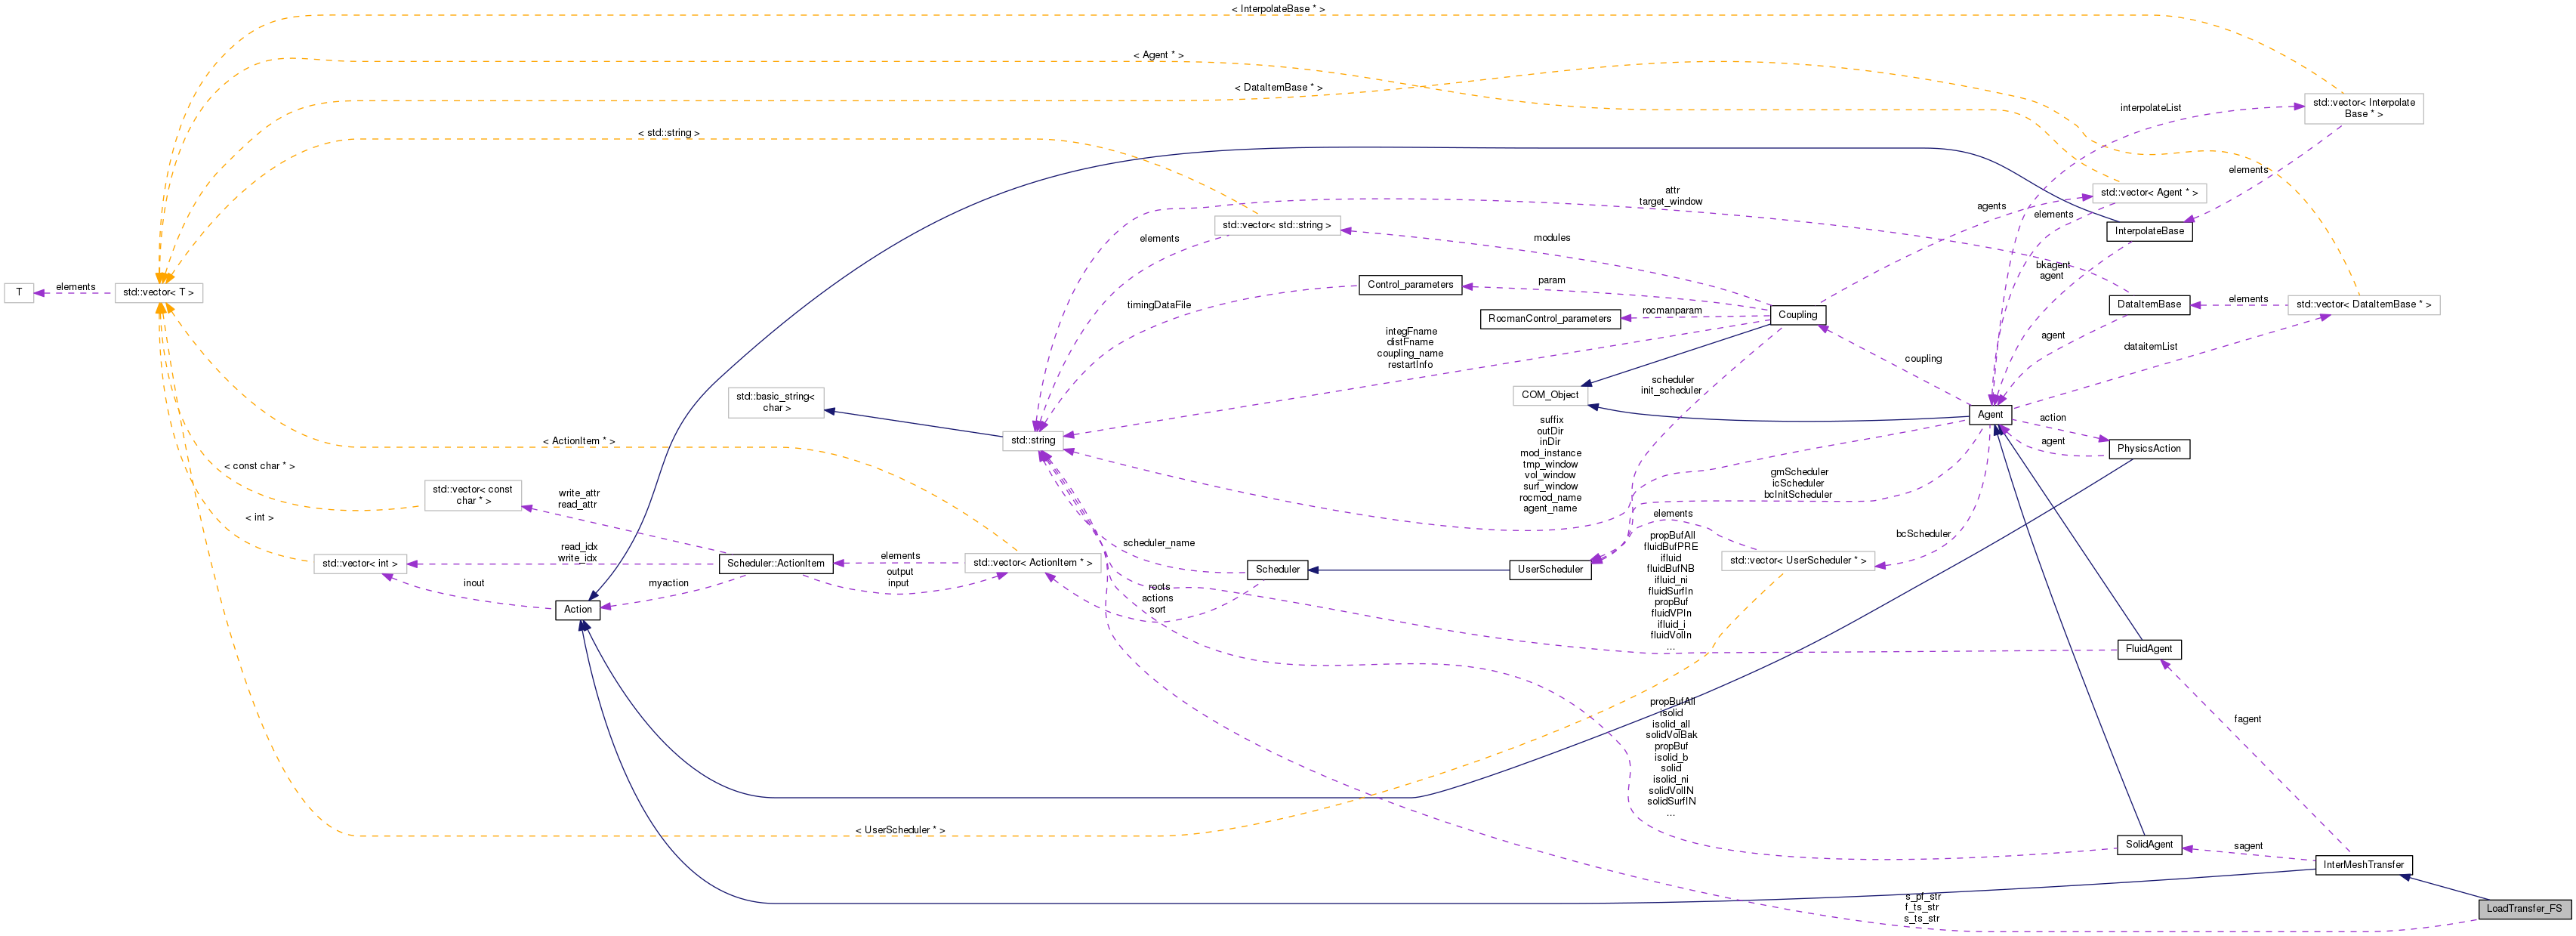 < InterpolateBase * >
< Agent * >
< DataItemBase * >
< std::string >
interpolateList
std::vector< Interpolate
Base * >
elements
std::vector< Agent * >
attr
target_window
agents
elements
std::vector< std::string >
InterpolateBase
elements
modules
bkagent
agent
T
elements
std::vector< T >
timingDataFile
Control_parameters
param
DataItemBase
elements
std::vector< DataItemBase * >
RocmanControl_parameters
rocmanparam
Coupling
integFname
distFname
coupling_name
restartInfo
agent
dataitemList
coupling
std::basic_string<
char >
COM_Object
scheduler
init_scheduler
Agent
action
std::string
agent
PhysicsAction
< ActionItem * >
suffix
outDir
inDir
mod_instance
tmp_window
vol_window
surf_window
rocmod_name
agent_name
< const char * >
std::vector< const
char * >
write_attr
read_attr
gmScheduler
icScheduler
bcInitScheduler
< int >
elements
bcScheduler
scheduler_name
std::vector< int >
read_idx
write_idx
Scheduler::ActionItem
elements
std::vector< ActionItem * >
Scheduler
UserScheduler
std::vector< UserScheduler * >
inout
myaction
output
input
Action
roots
actions
sort
propBufAll
fluidBufPRE
ifluid
fluidBufNB
ifluid_ni
fluidSurfIn
propBuf
fluidVPIn
ifluid_i
fluidVolIn
...
FluidAgent
fagent
propBufAll
isolid
isolid_all
solidVolBak
propBuf
isolid_b
solid
isolid_ni
solidVolIN
solidSurfIN
...
< UserScheduler * >
SolidAgent
sagent
InterMeshTransfer
s_pf_str
f_ts_str
s_ts_str
LoadTransfer_FS